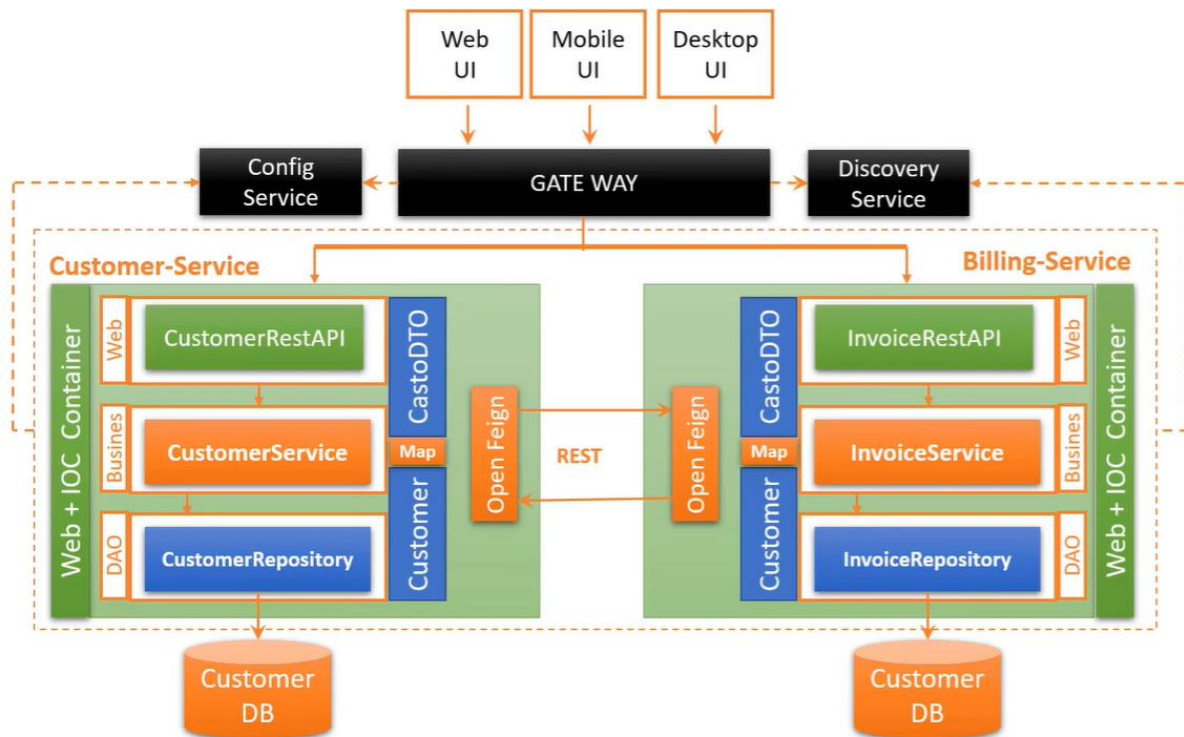 Web
UI
Mobile
UI
Desktop
UI
Config
Service
GATE WAY
Discovery
Service
Customer-Service
Billing-Service
Web + IOC Container
Web
CustomerRestAPI
CastoDTO
Busines
CustomerService
Map
DAO
CustomerRepository
Customer
Open Feign
REST
Open Feign
CastoDTO
InvoiceRestAPI
Web
Map
InvoiceService
Busines
Customer
InvoiceRepository
DAO
Web + IOC Container
Customer
DB
Customer
DB